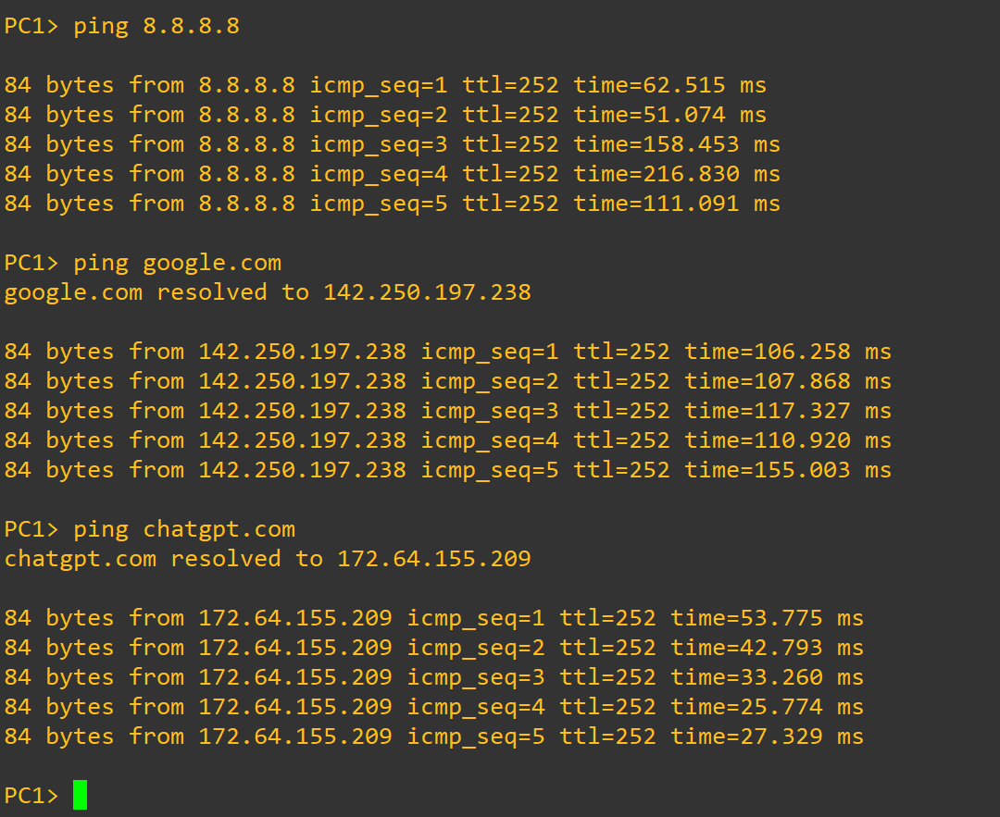 PC1> ping 8.8.8.8
84 bytes from 8.8.8.8 icmp_seq=1 ttl=252 time=62.515 ms
84 bytes from 8.8.8.8 icmp_seq=2 ttl=252 time=51.074 ms
84 bytes from 8.8.8.8 icmp_seq=3 ttl=252 time=158.453 ms
84 bytes from 8.8.8.8 icmp_seq=4 ttl=252 time=216.830 ms
84 bytes from 8.8.8.8 icmp_seq=5 ttl=252 time=111.091 ms
PC1> ping google.com
google.com resolved to 142.250.197.238
84 bytes from 142.250.197.238 icmp_seq=1 ttl=252 time=106.258 ms
84 bytes from 142.250.197.238 icmp_seq=2 ttl=252 time=107.868 ms
84 bytes from 142.250.197.238 icmp_seq=3 ttl=252 time=117.327 ms
84 bytes from 142.250.197.238 icmp_seq=4 ttl=252 time=110.920 ms
84 bytes from 142.250.197.238 icmp_seq=5 ttl=252 time=155.003 ms
PC1> ping chatgpt.com
chatgpt.com resolved to 172.64.155.209
84 bytes from 172.64.155.209 icmp_seq=1 ttl=252 time=53.775 ms
84 bytes from 172.64.155.209 icmp_seq=2 ttl=252 time=42.793 ms
84 bytes from 172.64.155.209 icmp_seq=3 ttl=252 time=33.260 ms
84 bytes from 172.64.155.209 icmp_seq=4 ttl=252 time=25.774 ms
84 bytes from 172.64.155.209 icmp_seq=5 ttl=252 time=27.329 ms
PC1>